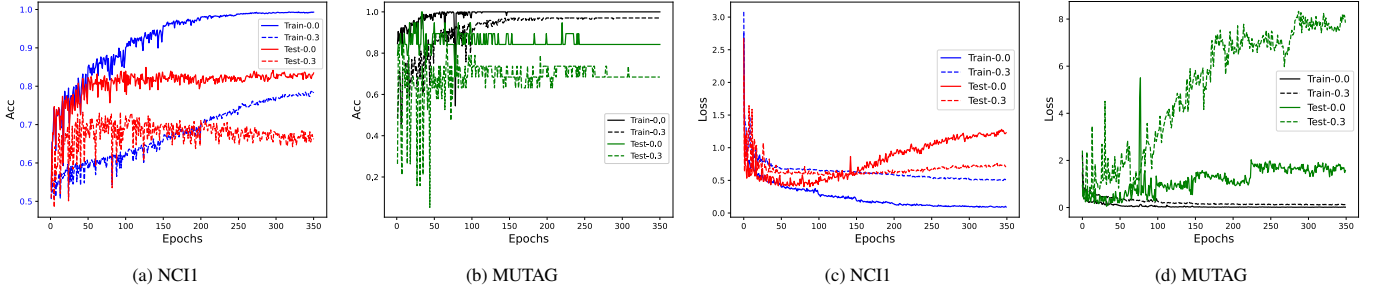 1.0
0.9
0.8
0.7
0.6
0.5
Acc
0 50 100 150 200 250 300 350
Epochs
Train-0.0
Train-0.3
Test-0.0
Test-0.3
(a) NCI1
1,0
0,8
0,6
0,4
0,2
Acc
0 50 100 150 200 250 300 350
Epochs
Train-0.0
Train-0.3
Test-0.0
Test-0.3
(b) MUTAG
3.0
2.5
2.0
1.5
1.0
0.5
0.0
Loss
0 50 100 150 200 250 300 350
Epochs
Train-0.0
Train-0.3
Test-0.0
Test-0.3
(c) NCI1
8
6
4
2
0
Loss
0 50 100 150 200 250 300 350
Epochs
Train-0.0
Train-0.3
Test-0.0
Test-0.3
(d) MUTAG